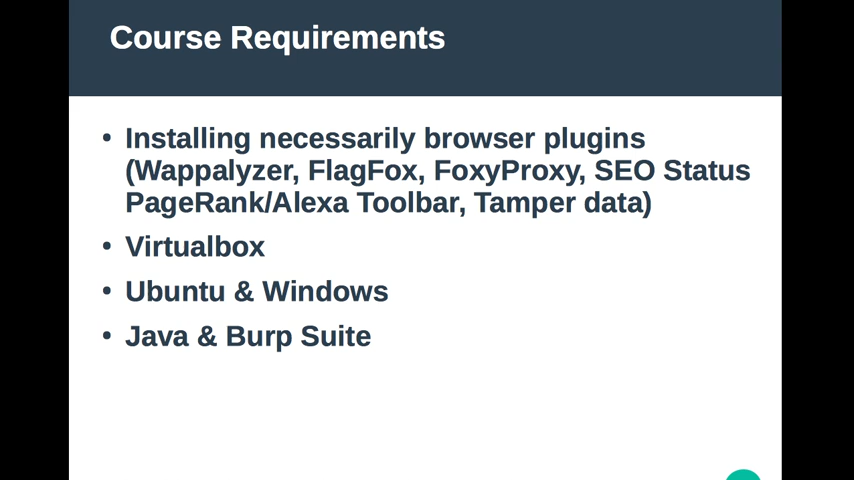 Course Requirements
• Installing necessarily browser plugins
(Wappalyzer, FlagFox, FoxyProxy, SEO Status
PageRank/Alexa Toolbar, Tamper data)
• Virtualbox
• Ubuntu & Windows
• Java & Burp Suite